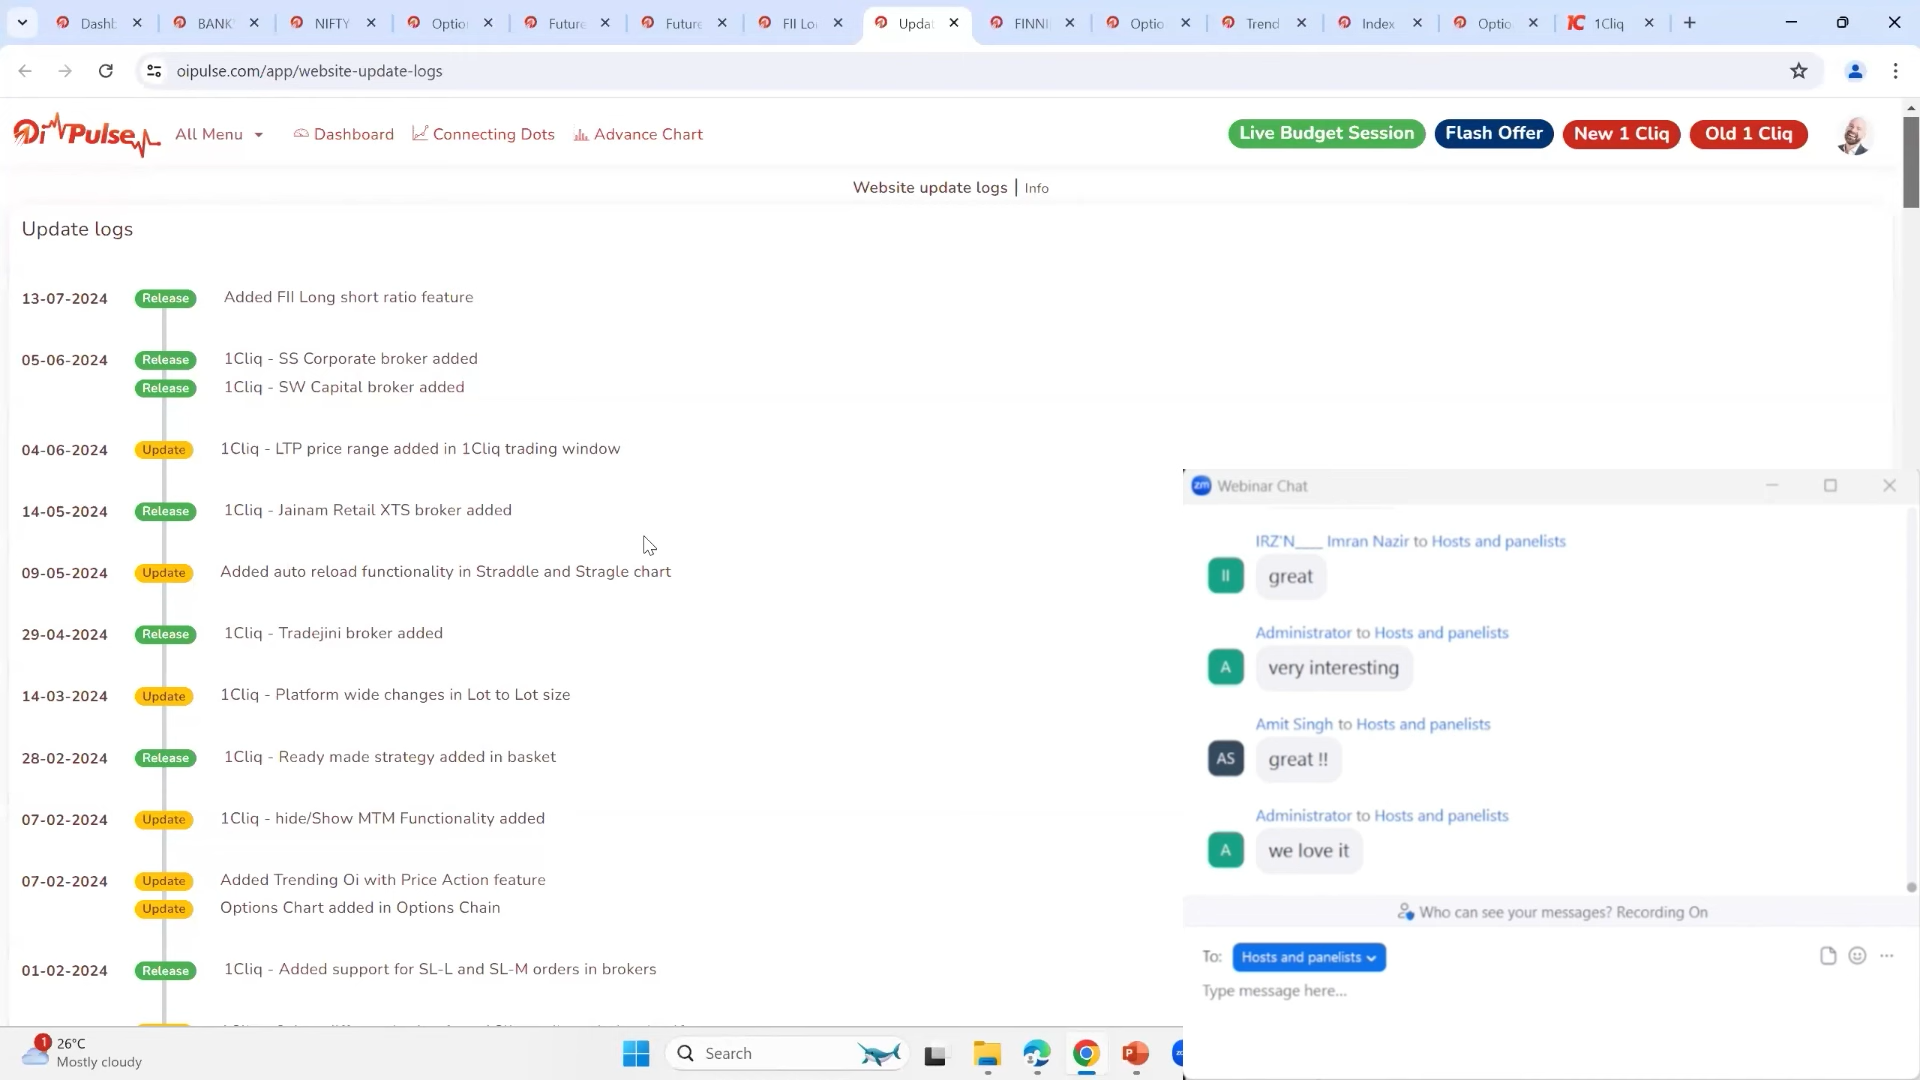 Dashb
BANK
NIFTY
Optio
Future
Future
FII Lo
Updat
FINNI
Optio
Trend
Index
Optio
1C 1Cliq
oipulse.com/app/website-update-logs
Oi Pulse
All Menu
Dashboard
Connecting Dots
Advance Chart
Live Budget Session
Flash Offer
New 1 Cliq
Old 1 Cliq
Website update logs | Info
Update logs
13-07-2024 Release Added FII Long short ratio feature
05-06-2024 Release 1Cliq - SS Corporate broker added
Release 1Cliq - SW Capital broker added
04-06-2024 Update 1Cliq - LTP price range added in 1Cliq trading window
14-05-2024 Release 1Cliq - Jainam Retail XTS broker added
09-05-2024 Update Added auto reload functionality in Straddle and Stragle chart
29-04-2024 Release 1Cliq - Tradejini broker added
14-03-2024 Update 1Cliq - Platform wide changes in Lot to Lot size
28-02-2024 Release 1Cliq - Ready made strategy added in basket
07-02-2024 Update 1Cliq - hide/Show MTM Functionality added
07-02-2024 Update Added Trending Oi with Price Action feature
Update Options Chart added in Options Chain
01-02-2024 Release 1Cliq - Added support for SL-L and SL-M orders in brokers
zm Webinar Chat
IRZ'N___ Imran Nazir to Hosts and panelists
II great
Administrator to Hosts and panelists
A very interesting
Amit Singh to Hosts and panelists
AS great !!
Administrator to Hosts and panelists
A we love it
Who can see your messages? Recording On
To: Hosts and panelists
Type message here...
1
26°C
Mostly cloudy
Search